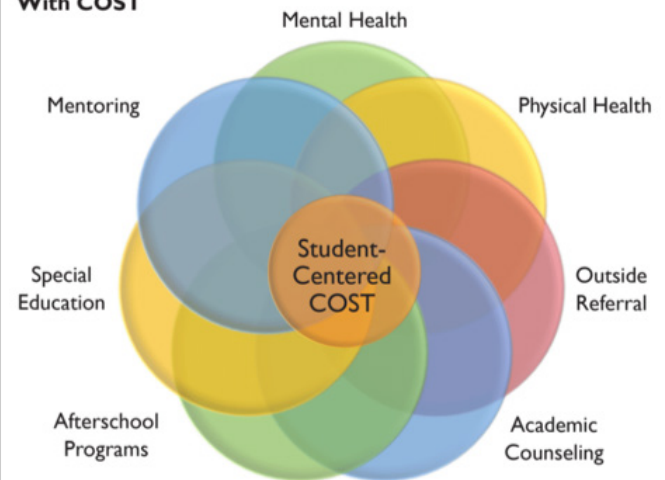 With COST
Mental Health
Mentoring
Physical Health
Student-
Centered
COST
Special
Education
Outside
Referral
Afterschool
Programs
Academic
Counseling